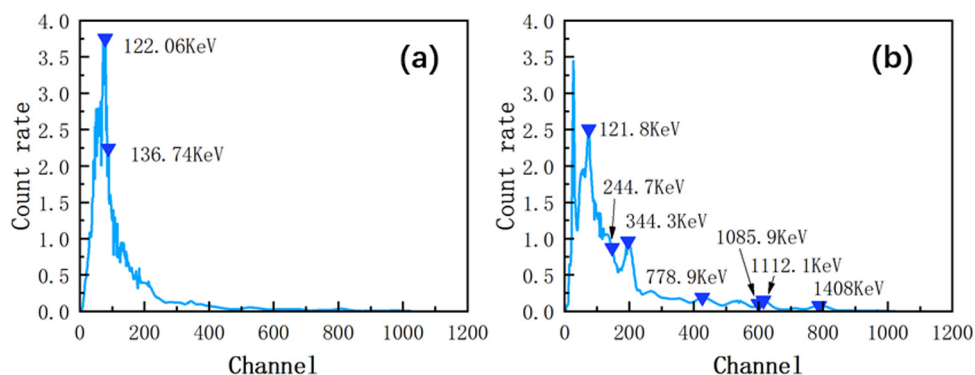 4.0
3.5
3.0
2.5
2.0
1.5
1.0
0.5
0.0
Count rate
(a)
122.06KeV
136.74KeV
0 200 400 600 800 1000 1200
Channel
4.0
3.5
3.0
2.5
2.0
1.5
1.0
0.5
0.0
Count rate
(b)
121.8KeV
244.7KeV
344.3KeV
1085.9KeV
1112.1KeV
778.9KeV
1408KeV
0 200 400 600 800 1000 1200
Channel